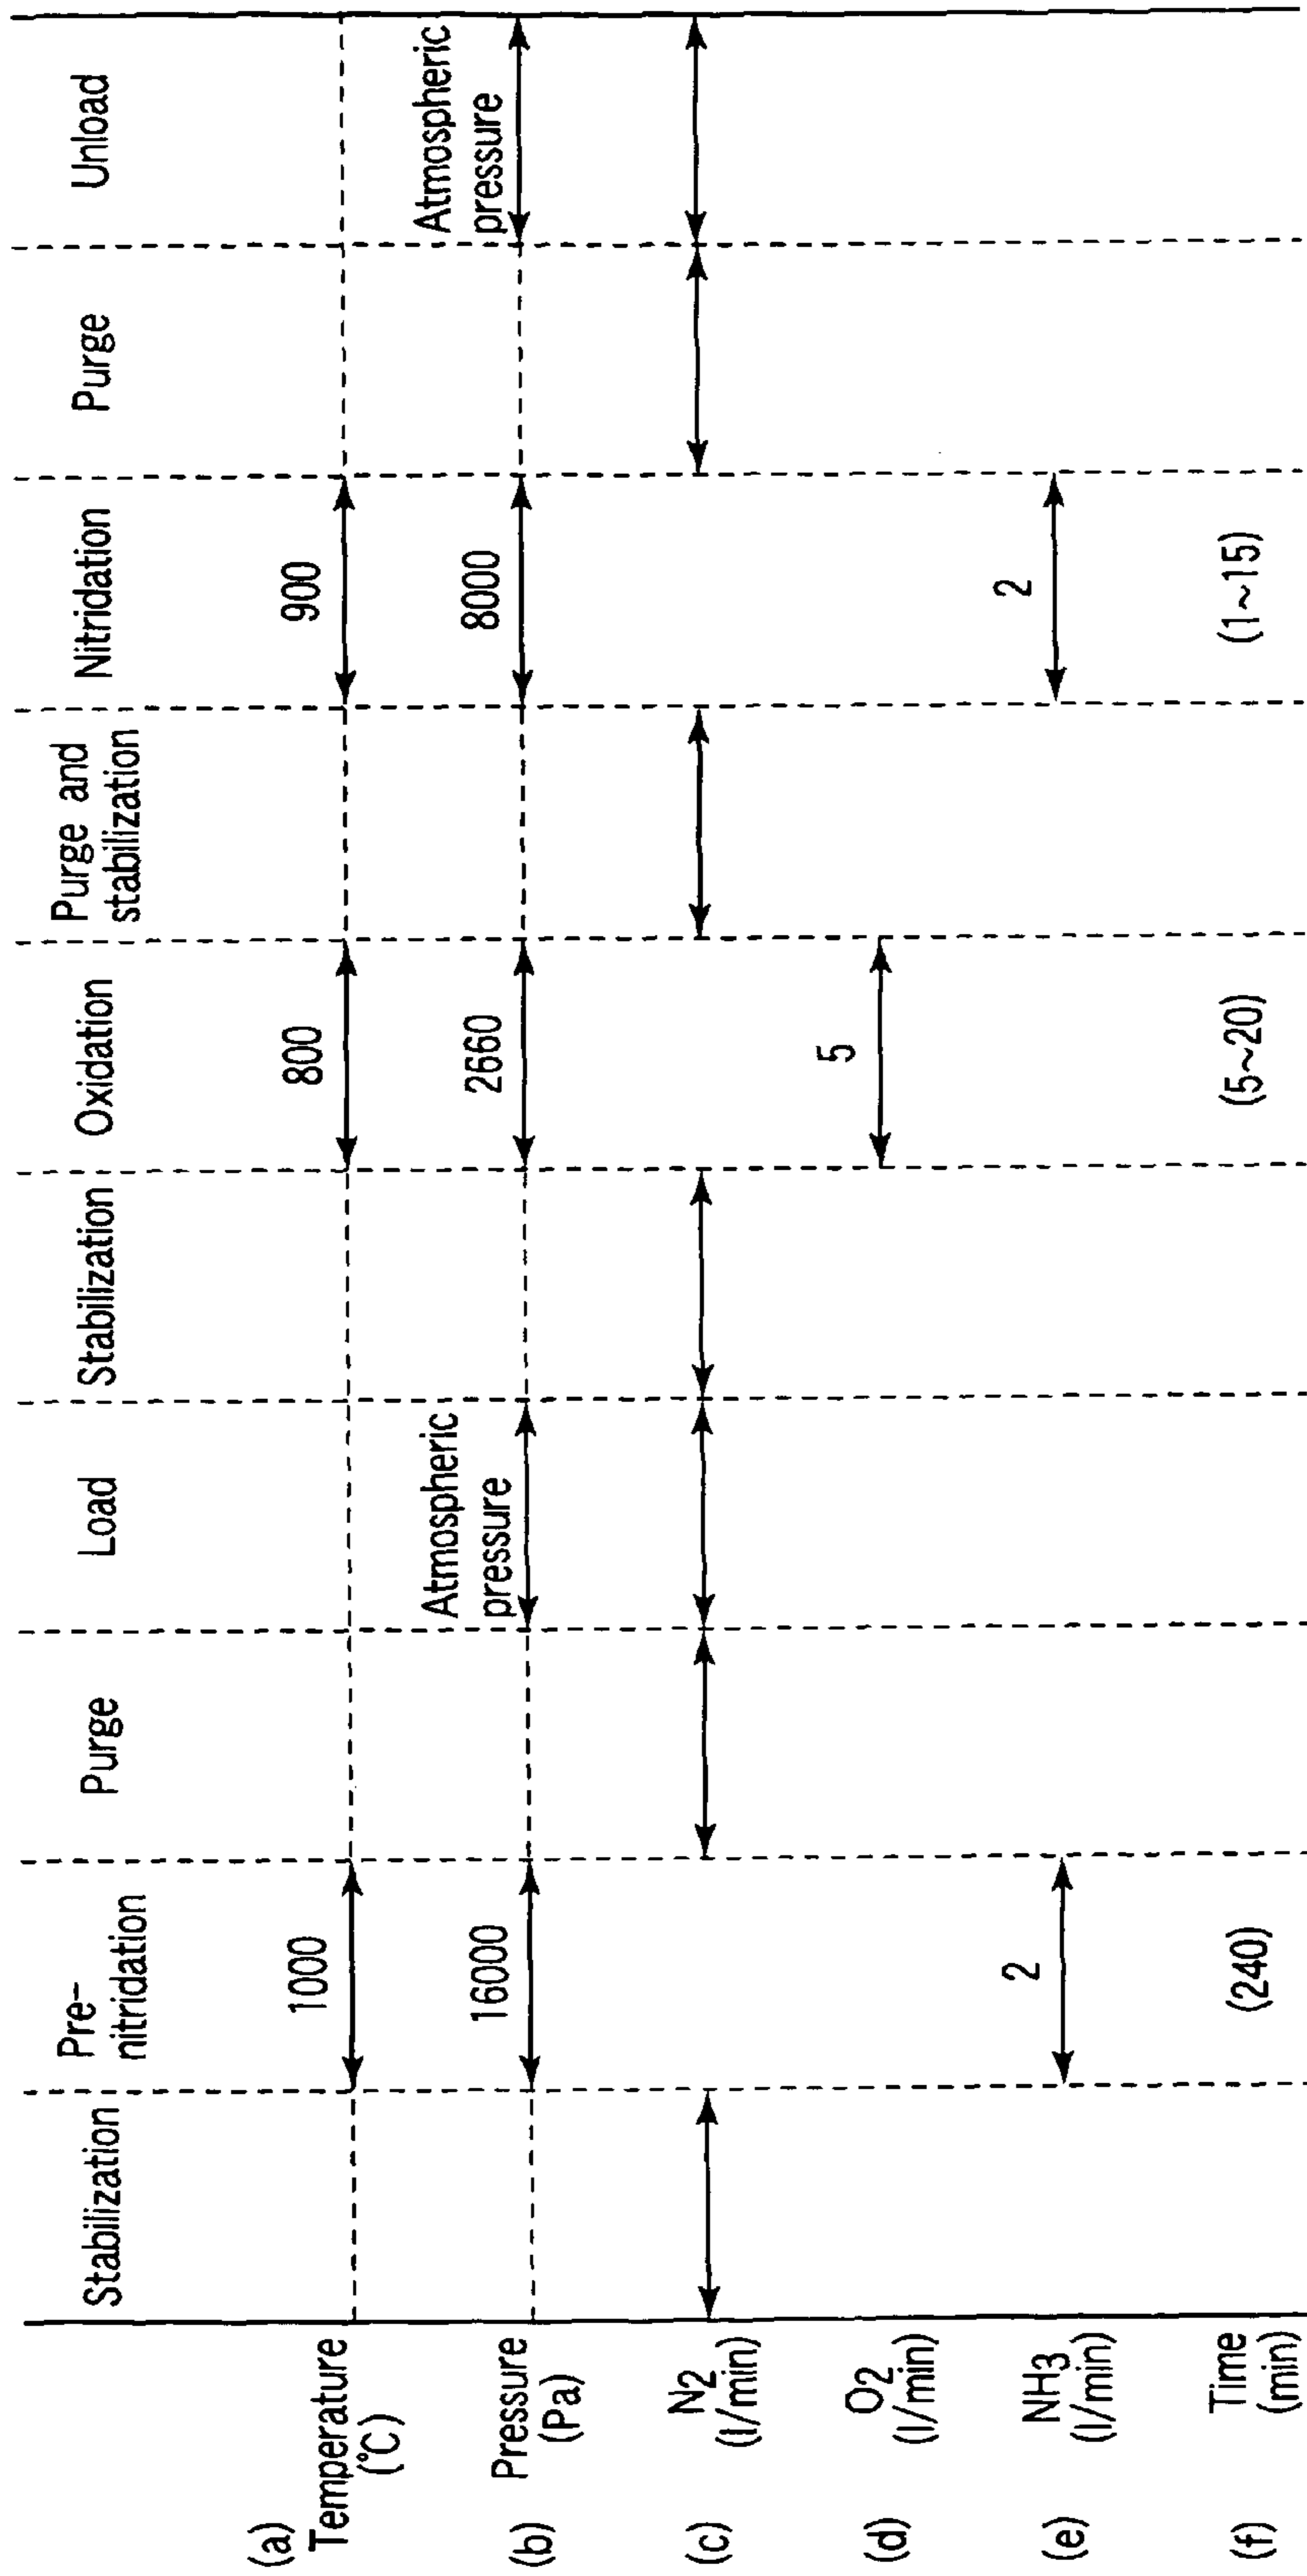 Stabilization
Pre-
nitridation
Purge
Load
Stabilization
Oxidation
Purge and
stabilization
Nitridation
Purge
Unload
(a)
Temperature
(°C)
1000
800
900
(b) Pressure
(Pa)
16000
Atmospheric
pressure
2660
8000
Atmospheric
pressure
(c) N2
(l/min)
(d) O2
(l/min)
5
(e) NH3
(l/min)
2
2
(f) Time
(min)
(240)
(5~20)
(1~15)